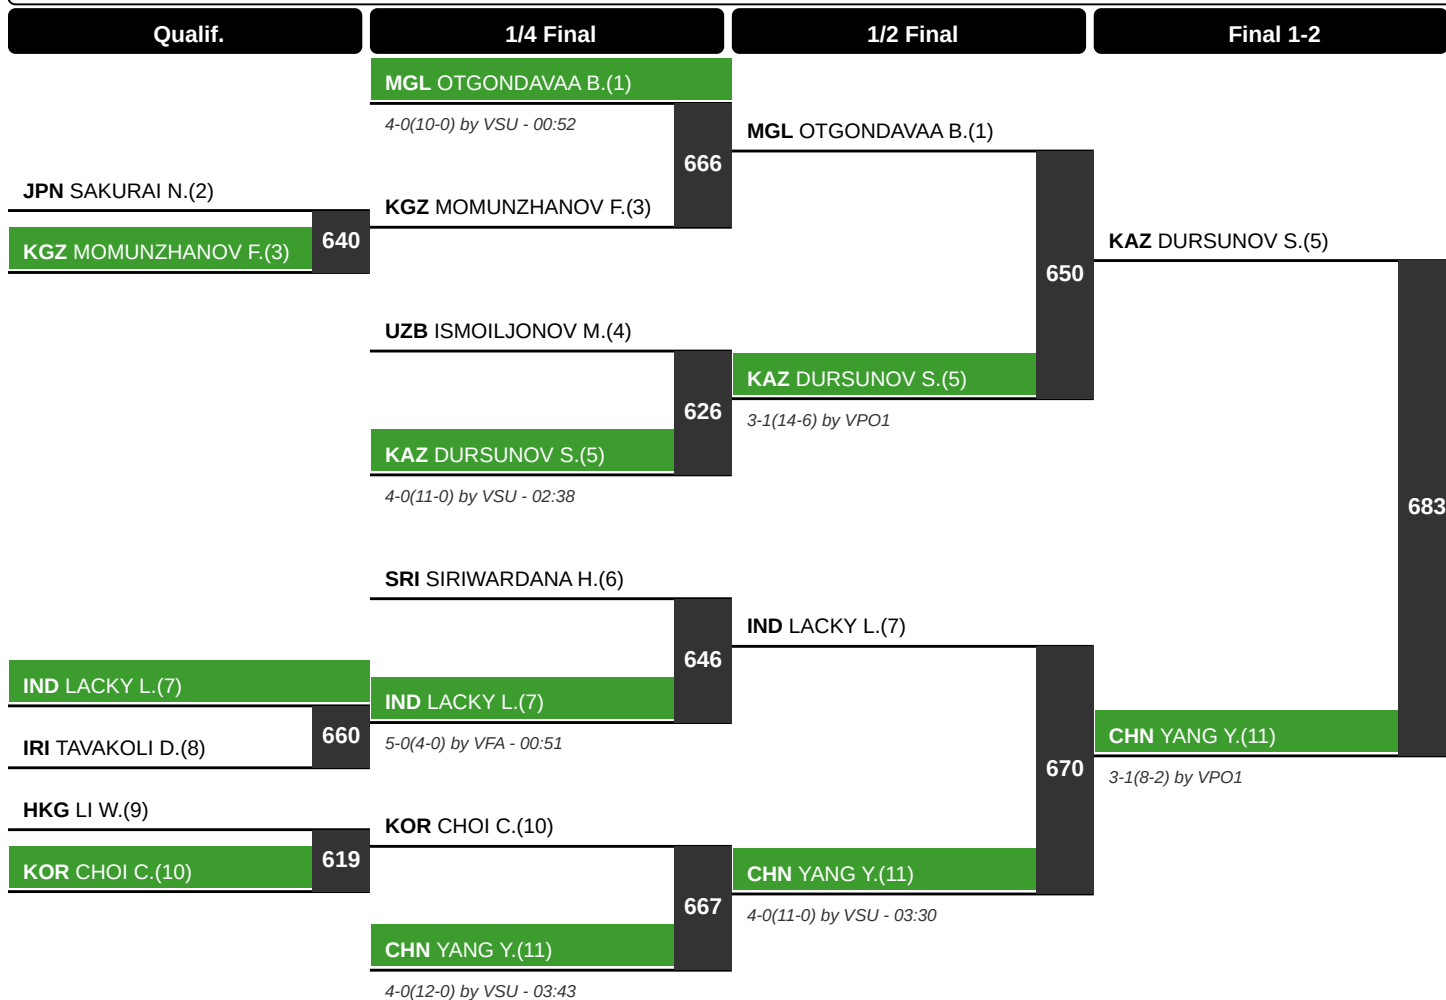 Qualif.
1/4 Final
1/2 Final
Final 1-2
MGL OTGONDAVAA B.(1)
4-0(10-0) by VSU - 00:52
MGL OTGONDAVAA B.(1)
666
JPN SAKURAI N.(2)
KGZ MOMUNZHANOV F.(3)
640
KGZ MOMUNZHANOV F.(3)
KAZ DURSUNOV S.(5)
650
UZB ISMOILJONOV M.(4)
KAZ DURSUNOV S.(5)
626
3-1(14-6) by VPO1
KAZ DURSUNOV S.(5)
4-0(11-0) by VSU - 02:38
683
SRI SIRIWARDANA H.(6)
IND LACKY L.(7)
646
IND LACKY L.(7)
IND LACKY L.(7)
660
IRI TAVAKOLI D.(8)
5-0(4-0) by VFA - 00:51
CHN YANG Y.(11)
670
3-1(8-2) by VPO1
HKG LI W.(9)
KOR CHOI C.(10)
619
KOR CHOI C.(10)
CHN YANG Y.(11)
667
4-0(11-0) by VSU - 03:30
CHN YANG Y.(11)
4-0(12-0) by VSU - 03:43